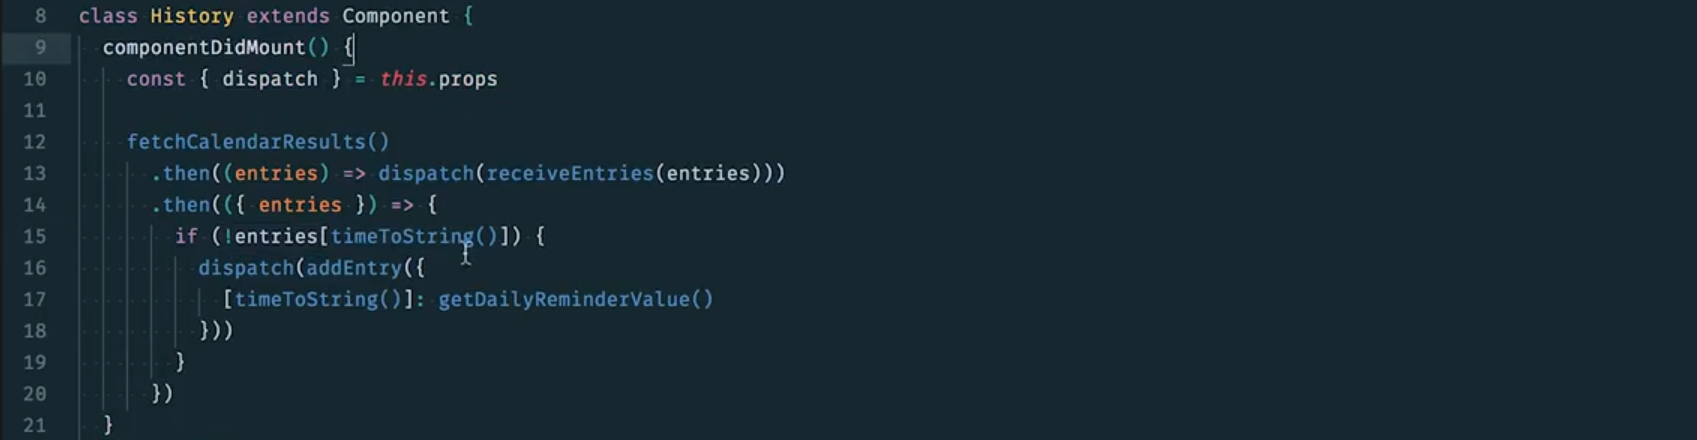 8 class History extends Component {
9 componentDidMount() {
10 const { dispatch } = this.props
11
12 fetchCalendarResults()
13 .then((entries) => dispatch(receiveEntries(entries)))
14 .then(({ entries }) => {
15 if (!entries[timeToString()]) {
16 dispatch(addEntry({
17 [timeToString()]: getDailyReminderValue()
18 }))
19 }
20 })
21 }